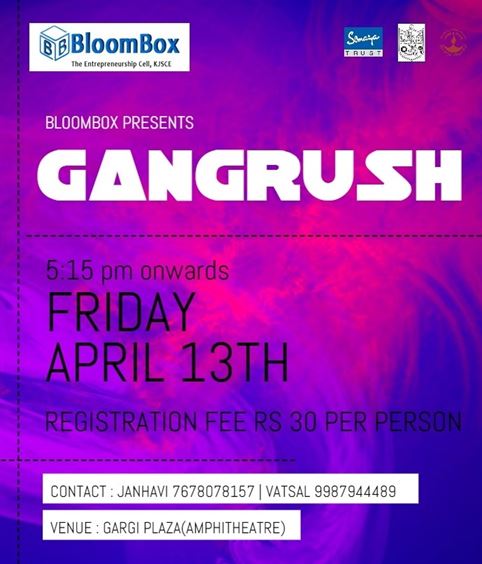 BloomBox
The Entrepreneurship Cell, KJSCE
Somaiya
TRUST
BLOOMBOX PRESENTS
GANGRUSH
5:15 pm onwards
FRIDAY
APRIL 13TH
REGISTRATION FEE RS 30 PER PERSON
CONTACT : JANHAVI 7678078157 | VATSAL 9987944489
VENUE : GARGI PLAZA(AMPHITHEATRE)